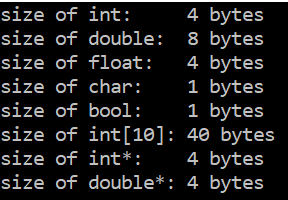 size of int:     4 bytes
size of double:  8 bytes
size of float:   4 bytes
size of char:    1 bytes
size of bool:    1 bytes
size of int[10]: 40 bytes
size of int*:    4 bytes
size of double*: 4 bytes